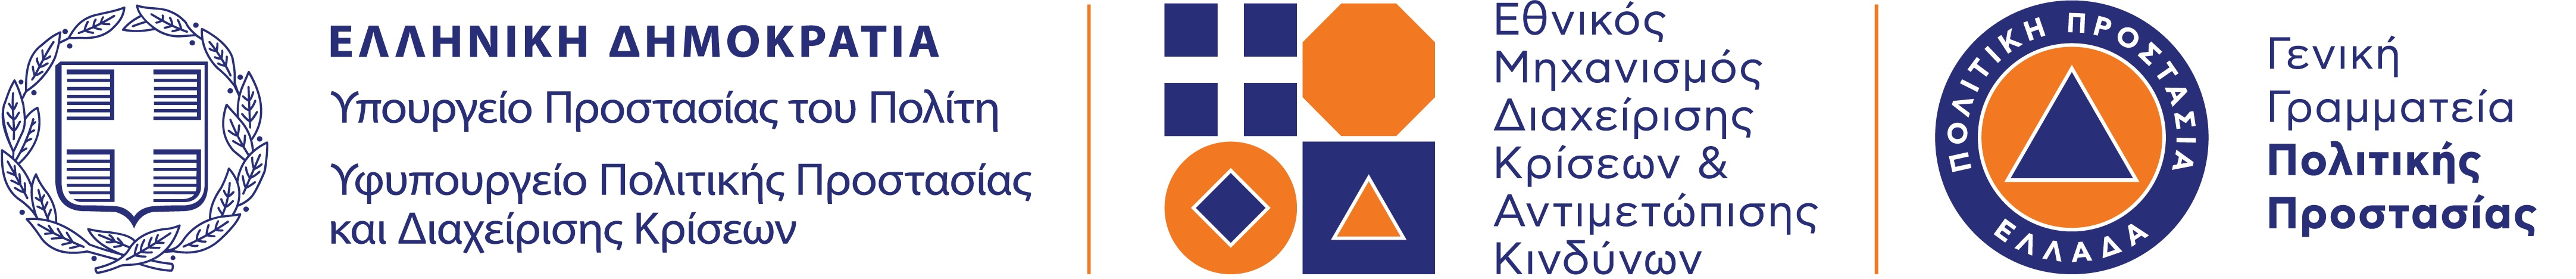 ΕΛΛΗΝΙΚΗ ΔΗΜΟΚΡΑΤΙΑ
Υπουργείο Προστασίας του Πολίτη
Υφυπουργείο Πολιτικής Προστασίας
και Διαχείρισης Κρίσεων
Εθνικός
Μηχανισμός
Διαχείρισης
Κρίσεων &
Αντιμετώπισης
Κινδύνων
ΠΟΛΙΤΙΚΗ ΠΡΟΣΤΑΣΙΑ
ΕΛΛΑΔΑ
Γενική
Γραμματεία
Πολιτικής
Προστασίας